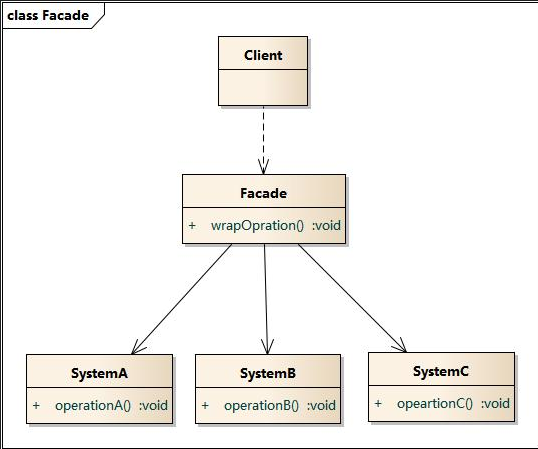 class Facade
Client
Facade
+ wrapOpration() :void
SystemA
+ operationA() :void
SystemB
+ operationB() :void
SystemC
+ opeartionC() :void